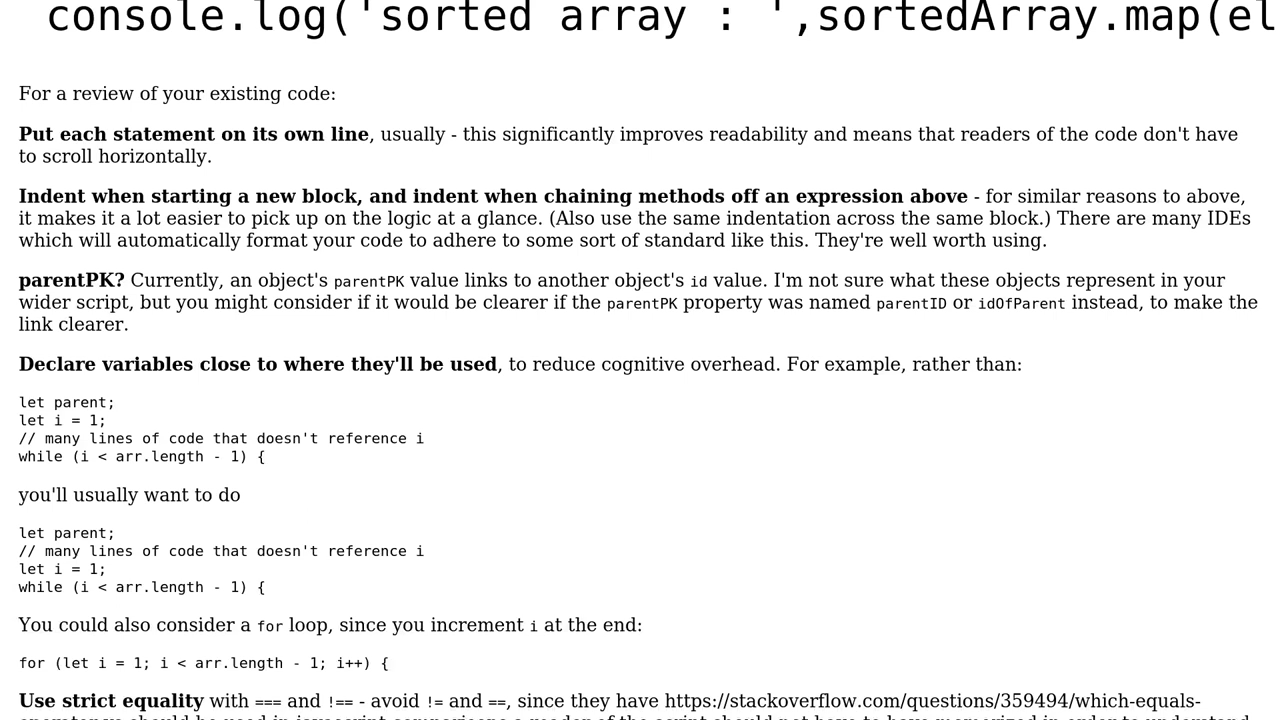 console.log('sorted array : ',sortedArray.map(el
For a review of your existing code:
Put each statement on its own line, usually - this significantly improves readability and means that readers of the code don't have
to scroll horizontally.
Indent when starting a new block, and indent when chaining methods off an expression above - for similar reasons to above,
it makes it a lot easier to pick up on the logic at a glance. (Also use the same indentation across the same block.) There are many IDEs
which will automatically format your code to adhere to some sort of standard like this. They're well worth using.
parentPK? Currently, an object's parentPK value links to another object's id value. I'm not sure what these objects represent in your
wider script, but you might consider if it would be clearer if the parentPK property was named parentID or idOfParent instead, to make the
link clearer.
Declare variables close to where they'll be used, to reduce cognitive overhead. For example, rather than:
let parent;
let i = 1;
// many lines of code that doesn't reference i
while (i < arr.length - 1) {
you'll usually want to do
let parent;
// many lines of code that doesn't reference i
let i = 1;
while (i < arr.length - 1) {
You could also consider a for loop, since you increment i at the end:
for (let i = 1; i < arr.length - 1; i++) {
Use strict equality with === and !== - avoid != and ==, since they have https://stackoverflow.com/questions/359494/which-equals-